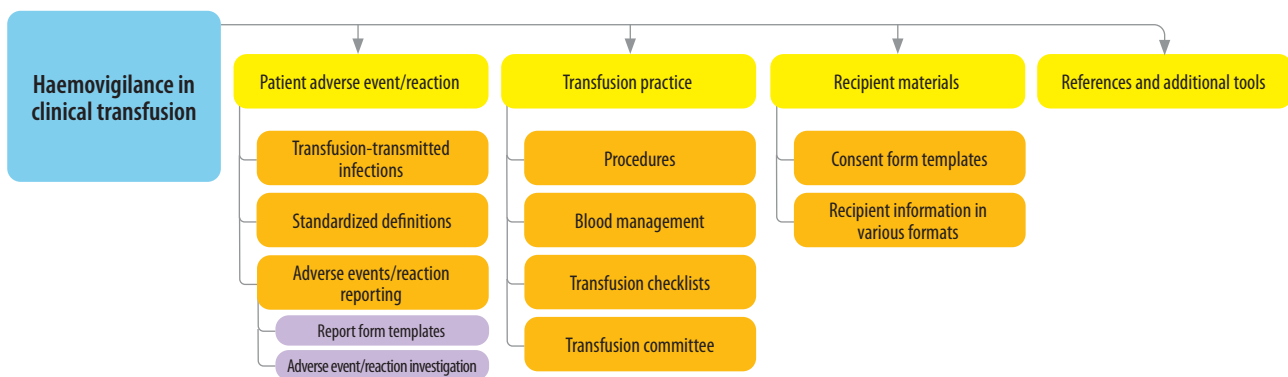 Haemovigilance in
clinical transfusion
Patient adverse event/reaction
Transfusion-transmitted
infections
Standardized definitions
Adverse events/reaction
reporting
Report form templates
Adverse event/reaction investigation
Transfusion practice
Procedures
Blood management
Transfusion checklists
Transfusion committee
Recipient materials
Consent form templates
Recipient information in
various formats
References and additional tools